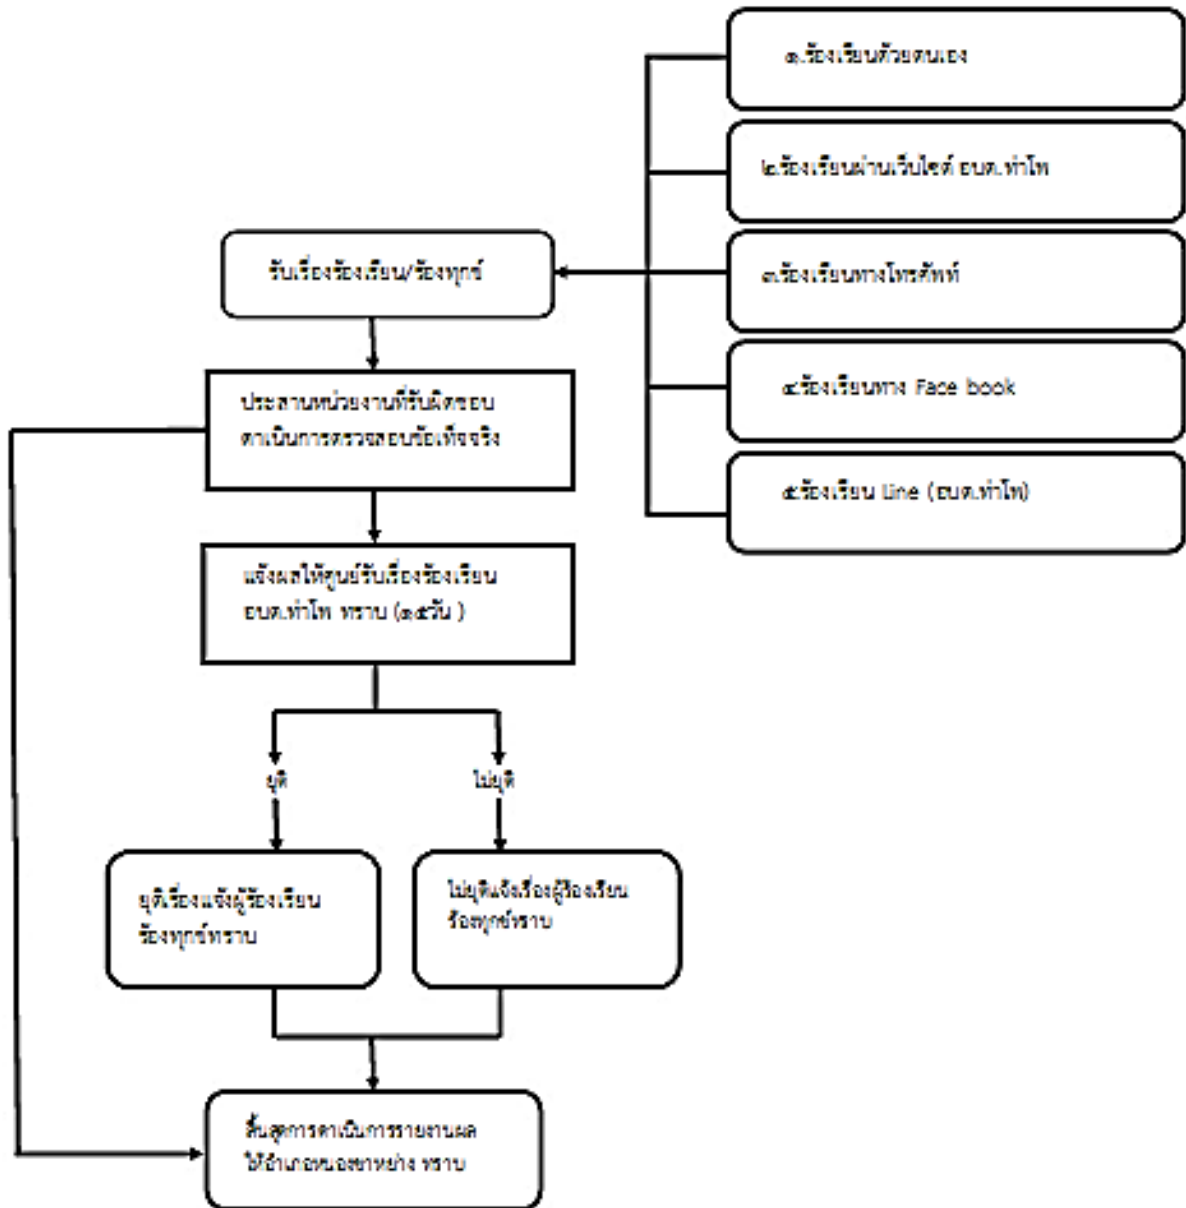 ๑.ร้องเรียนด้วยตนเอง
๒.ร้องเรียนผ่านเว็บไซต์ อบต.ท่าโพ
๓.ร้องเรียนทางโทรศัพท์
๔.ร้องเรียนทาง Face book
๕.ร้องเรียน Line (อบต.ท่าโพ)
รับเรื่องร้องเรียน/ร้องทุกข์
ประสานหน่วยงานที่รับผิดชอบ
ดาเนินการตรวจสอบข้อเท็จจริง
แจ้งผลให้ศูนย์รับเรื่องร้องเรียน
อบต.ท่าโพ ทราบ (๑๕วัน )
ยุติ
ไม่ยุติ
ยุติเรื่องแจ้งผู้ร้องเรียน
ร้องทุกข์ทราบ
ไม่ยุติแจ้งเรื่องผู้ร้องเรียน
ร้องทุกข์ทราบ
สิ้นสุดการดาเนินการรายงานผล
ให้อำเภอหนองขาหย่าง ทราบ